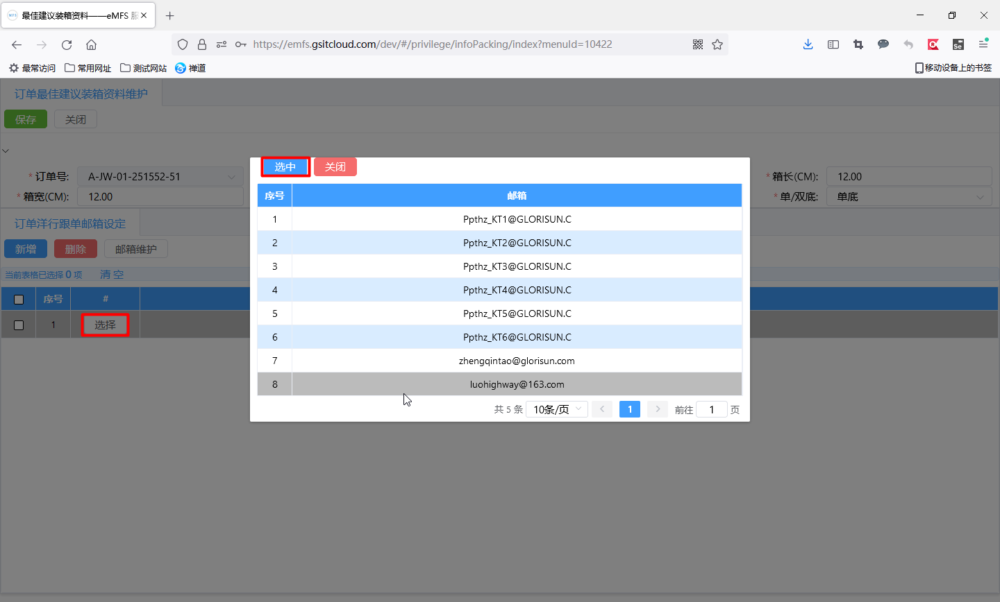 最佳建议装箱资料——eMFS 服
https://emfs.gsitcloud.com/dev/#/privilege/infoPacking/index?menuId=10422
最常访问 常用网址 测试网站 禅道 移动设备上的书签
订单最佳建议装箱资料维护
保存 关闭
* 订单号: A-JW-01-251552-51 * 箱长(CM): 12.00
* 箱宽(CM): 12.00 * 单/双底: 单底
订单洋行跟单邮箱设定
新增 删除 邮箱维护
当前表格已选择 0 项 清 空
序号 #
1 选择
选中 关闭
序号 邮箱
1 Ppthz_KT1@GLORISUN.C
2 Ppthz_KT2@GLORISUN.C
3 Ppthz_KT3@GLORISUN.C
4 Ppthz_KT4@GLORISUN.C
5 Ppthz_KT5@GLORISUN.C
6 Ppthz_KT6@GLORISUN.C
7 zhengqintao@glorisun.com
8 luohighway@163.com
共 5 条 10条/页 1 前往 1 页